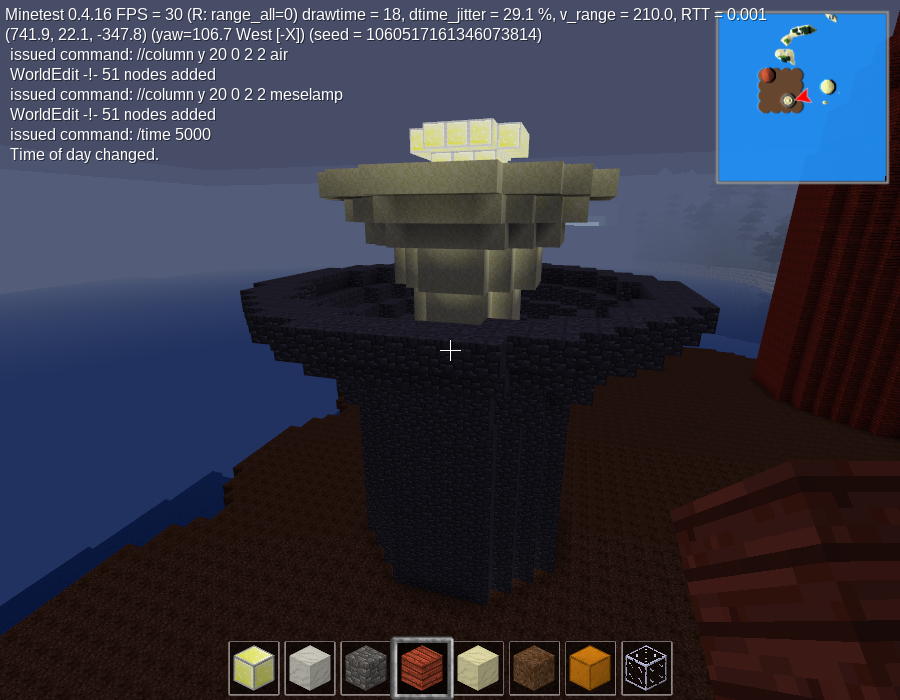 Minetest 0.4.16 FPS = 30 (R: range_all=0) drawtime = 18, dtime_jitter = 29.1 %, v_range = 210.0, RTT = 0.001
(741.9, 22.1, -347.8) (yaw=106.7 West [-X]) (seed = 1060517161346073814)
issued command: //column y 20 0 2 2 air
WorldEdit -!- 51 nodes added
issued command: //column y 20 0 2 2 meselamp
WorldEdit -!- 51 nodes added
issued command: /time 5000
Time of day changed.